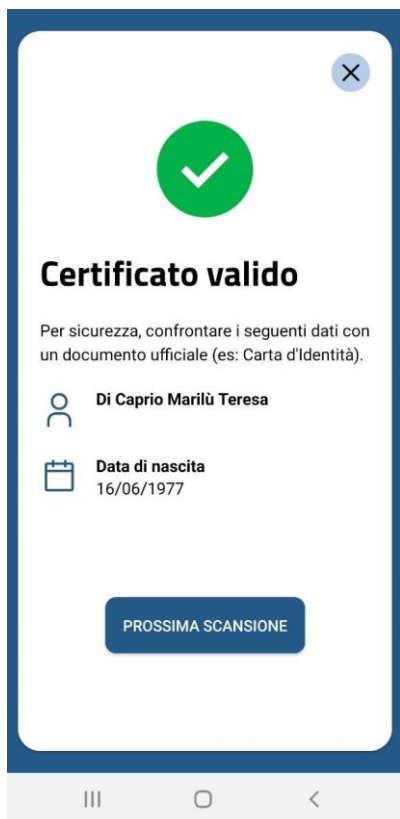 Certificato valido
Per sicurezza, confrontare i seguenti dati con
un documento ufficiale (es: Carta d'Identità).
Di Caprio Marilù Teresa
Data di nascita
16/06/1977
PROSSIMA SCANSIONE